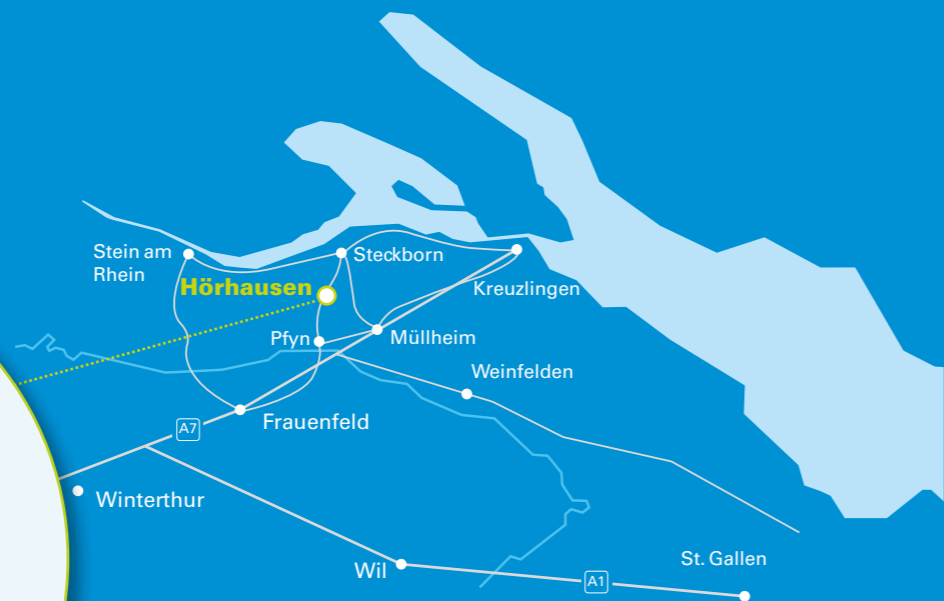 Stein am
Rhein
Steckborn
Hörhausen
Kreuzlingen
Pfyn
Müllheim
Weinfelden
Frauenfeld
A7
Winterthur
Wil
St. Gallen
A1